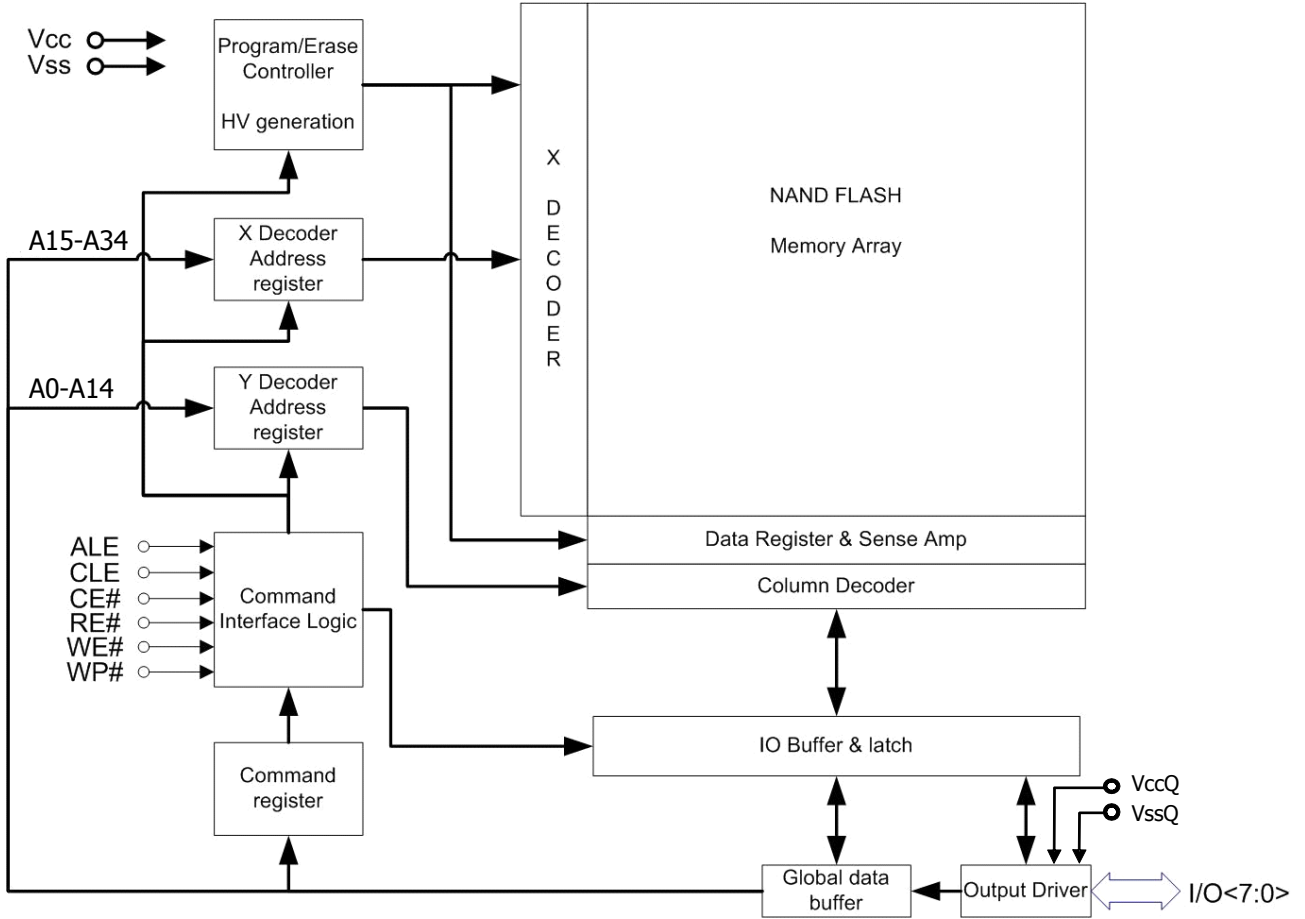 Vcc
Vss
Program/Erase
Controller
HV generation
X
D
E
C
O
D
E
R
NAND FLASH
Memory Array
A15-A34
X Decoder
Address
register
A0-A14
Y Decoder
Address
register
ALE
CLE
CE#
RE#
WE#
WP#
Command
Interface Logic
Data Register & Sense Amp
Column Decoder
IO Buffer & latch
Command
register
VccQ
VssQ
Global data
buffer
Output Driver
I/O<7:0>